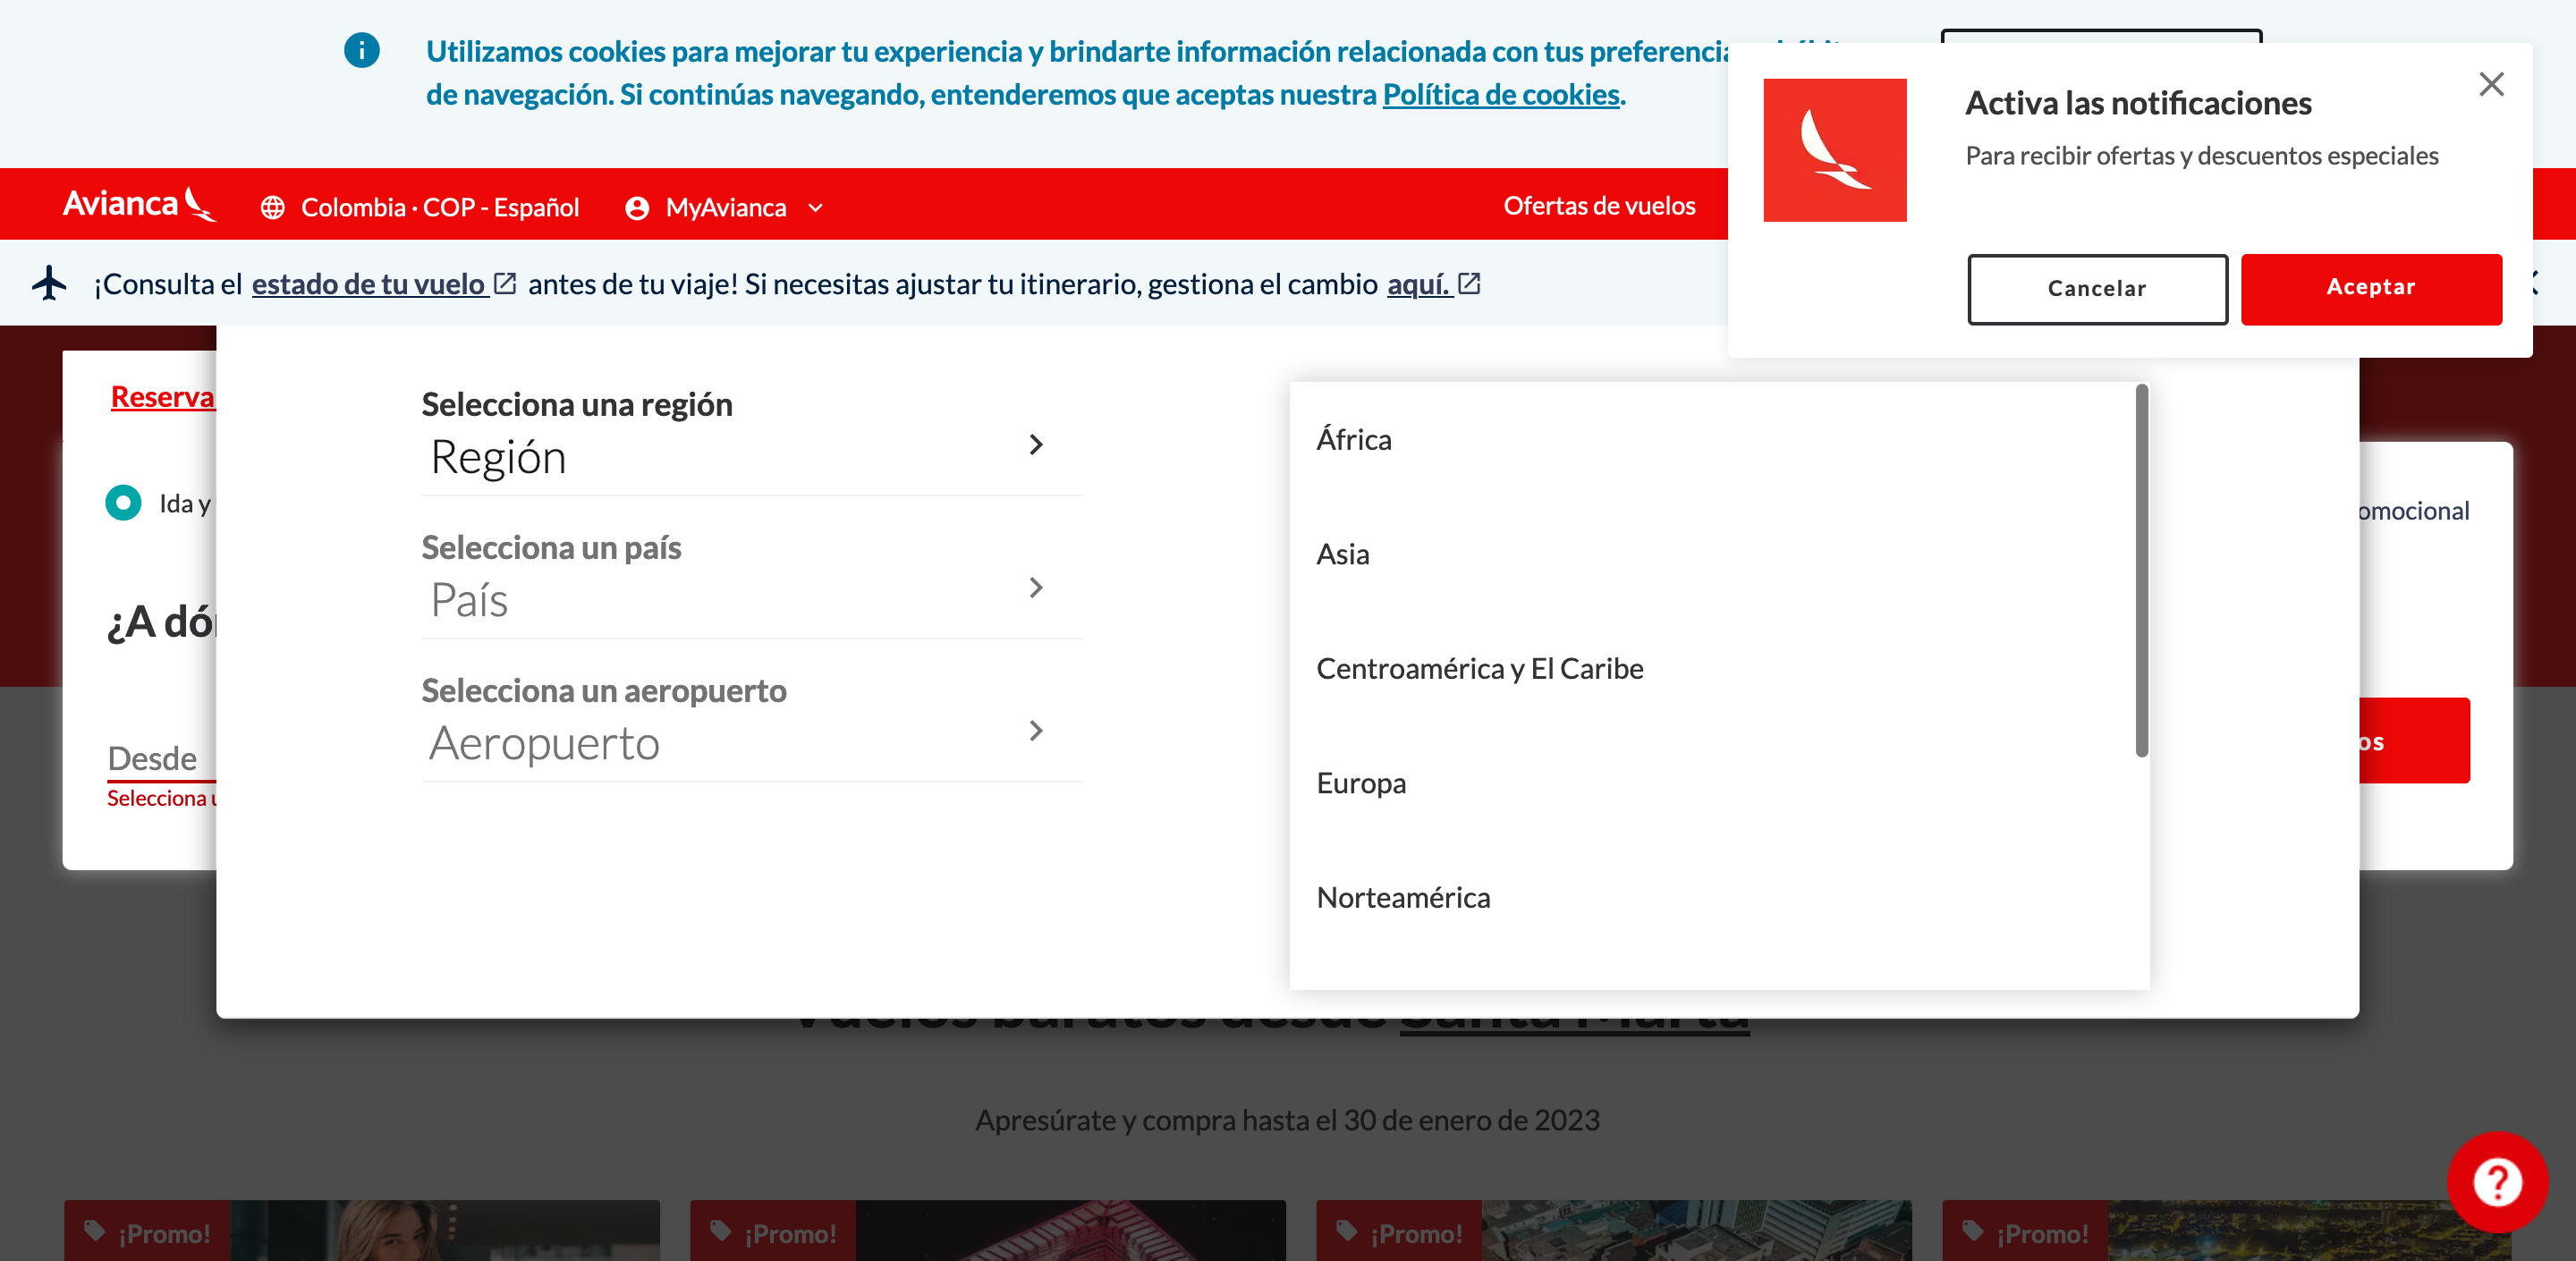 Utilizamos cookies para mejorar tu experiencia y brindarte información relacionada con tus
de navegación. Si continúas navegando, entenderemos que aceptas nuestra Política de cookies.
Activa las notificaciones
Para recibir ofertas y descuentos especiales
Cancelar
Aceptar
Avianca
Colombia · COP - Español
MyAvianca
Ofertas de vuelos
¡Consulta el estado de tu vuelo antes de tu viaje! Si necesitas ajustar tu itinerario, gestiona el cambio aquí.
Reserva
Ida y
¿A
Desde
Selecciona
Selecciona una región
Región
Selecciona un país
País
Selecciona un aeropuerto
Aeropuerto
África
Asia
Centroamérica y El Caribe
Europa
Norteamérica
Vuelos baratos desde Santa Marta
Apresúrate y compra hasta el 30 de enero de 2023
¡Promo!
¡Promo!
¡Promo!
¡Promo!